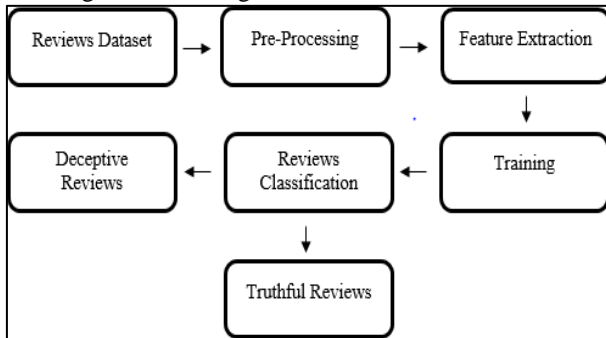 Reviews Dataset
Pre-Processing
Feature Extraction
Deceptive
Reviews
Reviews
Classification
Training
Truthful Reviews